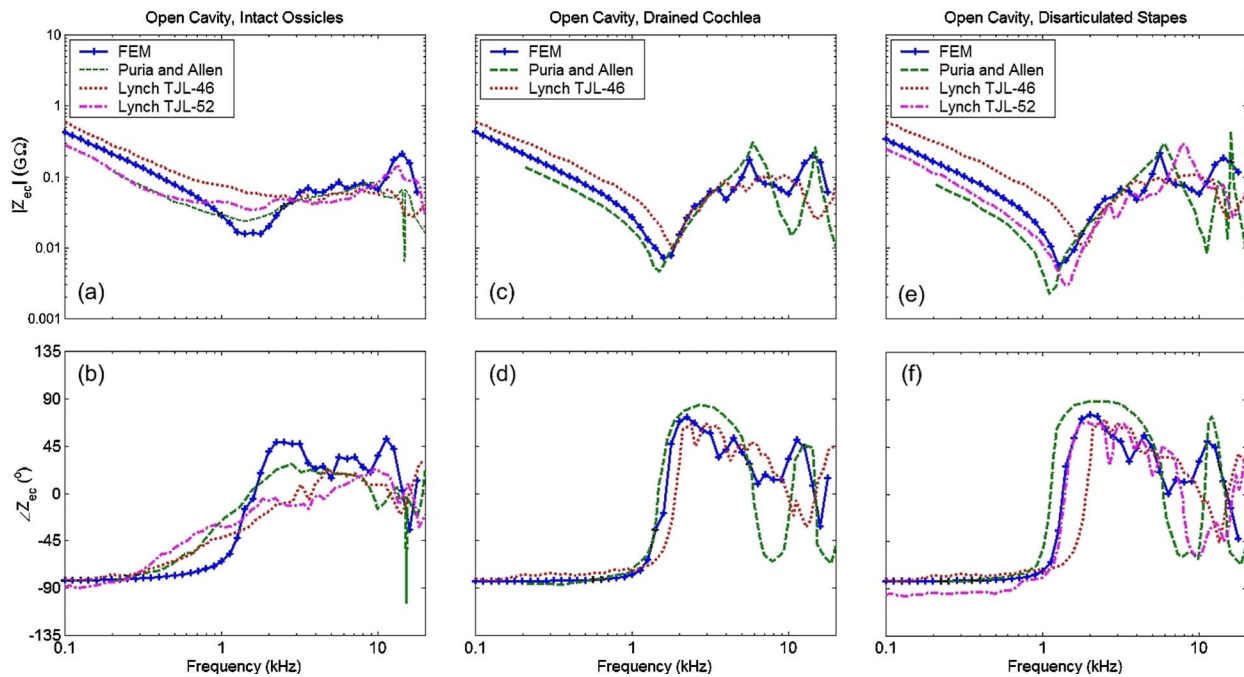 Open Cavity, Intact Ossicles
Open Cavity, Drained Cochlea
Open Cavity, Disarticulated Stapes
|Z_ec| (GΩ)
10
1
0.1
0.01
0.001
FEM
Puria and Allen
Lynch TJL-46
Lynch TJL-52
(a)
FEM
Puria and Allen
Lynch TJL-46
(c)
FEM
Puria and Allen
Lynch TJL-46
Lynch TJL-52
(e)
∠Z_ec (°)
135
90
45
0
-45
-90
-135
(b)
(d)
(f)
0.1 1 10
Frequency (kHz)
0.1 1 10
Frequency (kHz)
0.1 1 10
Frequency (kHz)